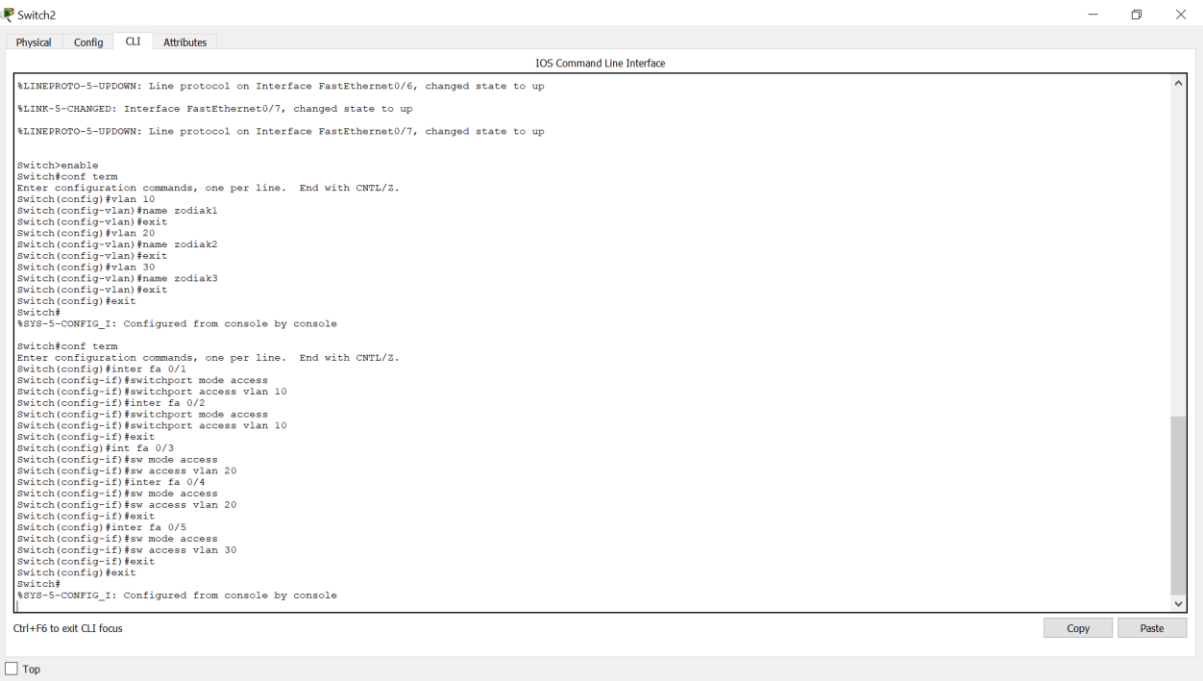 Switch2
Physical Config CLI Attributes
IOS Command Line Interface
%LINEPROTO-5-UPDOWN: Line protocol on Interface FastEthernet0/6, changed state to up
%LINK-5-CHANGED: Interface FastEthernet0/7, changed state to up
%LINEPROTO-5-UPDOWN: Line protocol on Interface FastEthernet0/7, changed state to up
Switch>enable
Switch#conf term
Enter configuration commands, one per line.  End with CNTL/Z.
Switch(config)#vlan 10
Switch(config-vlan)#name zodiak1
Switch(config-vlan)#exit
Switch(config)#vlan 20
Switch(config-vlan)#name zodiak2
Switch(config-vlan)#exit
Switch(config)#vlan 30
Switch(config-vlan)#name zodiak3
Switch(config-vlan)#exit
Switch(config)#exit
Switch#
%SYS-5-CONFIG_I: Configured from console by console
Switch#conf term
Enter configuration commands, one per line.  End with CNTL/Z.
Switch(config)#inter fa 0/1
Switch(config-if)#switchport mode access
Switch(config-if)#switchport access vlan 10
Switch(config-if)#inter fa 0/2
Switch(config-if)#switchport mode access
Switch(config-if)#switchport access vlan 10
Switch(config-if)#exit
Switch(config)#int fa 0/3
Switch(config-if)#sw mode access
Switch(config-if)#sw access vlan 20
Switch(config-if)#inter fa 0/4
Switch(config-if)#sw mode access
Switch(config-if)#sw access vlan 20
Switch(config-if)#exit
Switch(config)#inter fa 0/5
Switch(config-if)#sw mode access
Switch(config-if)#sw access vlan 30
Switch(config-if)#exit
Switch(config)#exit
Switch#
%SYS-5-CONFIG_I: Configured from console by console
Ctrl+F6 to exit CLI focus
Copy Paste
Top